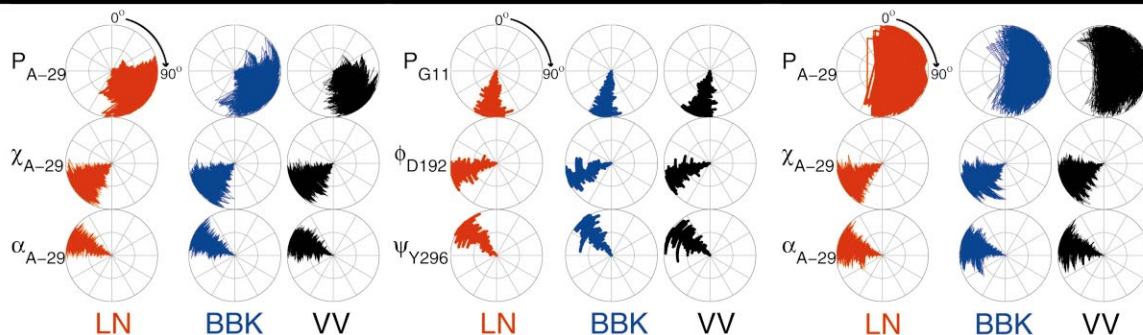 0° 0° 0°
P A-29 90° P G11 90° P A-29 90°
χ A-29 ϕ D192 χ A-29
α A-29 ψ Y296 α A-29
LN BBK VV LN BBK VV LN BBK VV